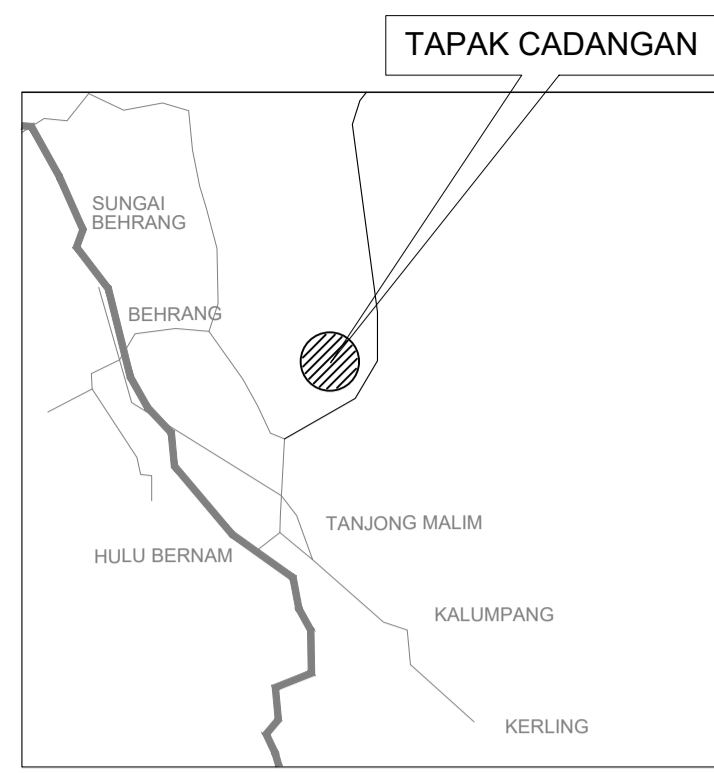 TAPAK CADANGAN
SUNGAI
BEHRANG
BEHRANG
TANJONG MALIM
HULU BERNAM
KALUMPANG
KERLING